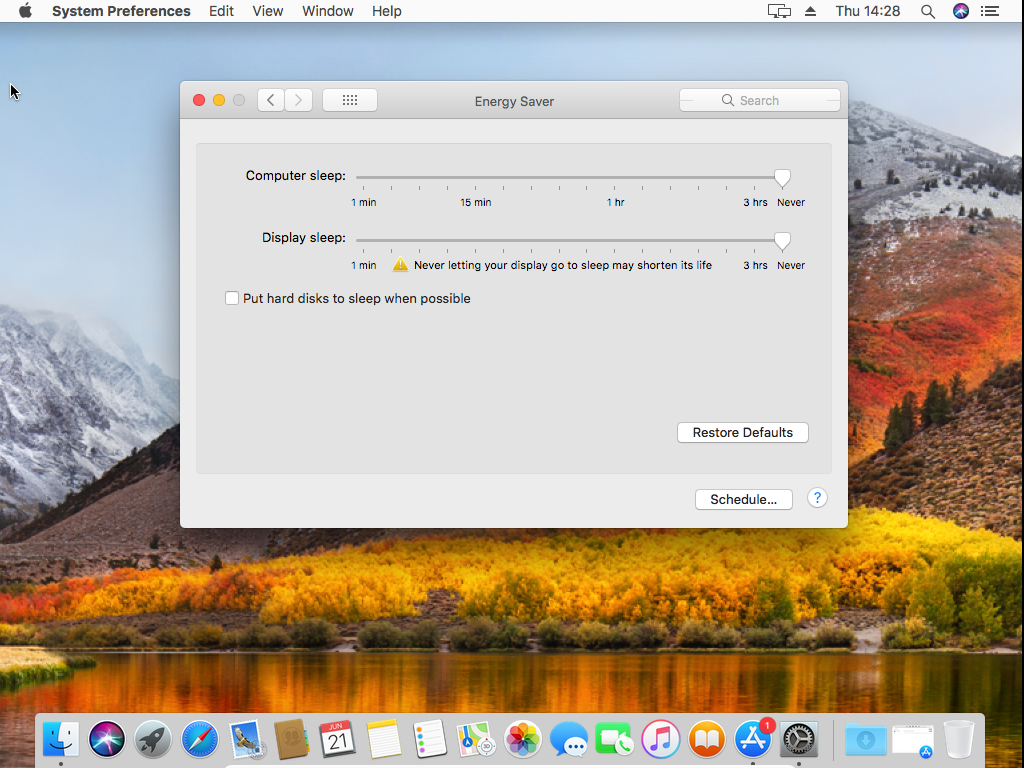 System Preferences Edit View Window Help Thu 14:28
Energy Saver Search
Computer sleep:
1 min 15 min 1 hr 3 hrs Never
Display sleep:
1 min Never letting your display go to sleep may shorten its life 3 hrs Never
Put hard disks to sleep when possible
Restore Defaults
Schedule... ?
JUN
21
3D
1